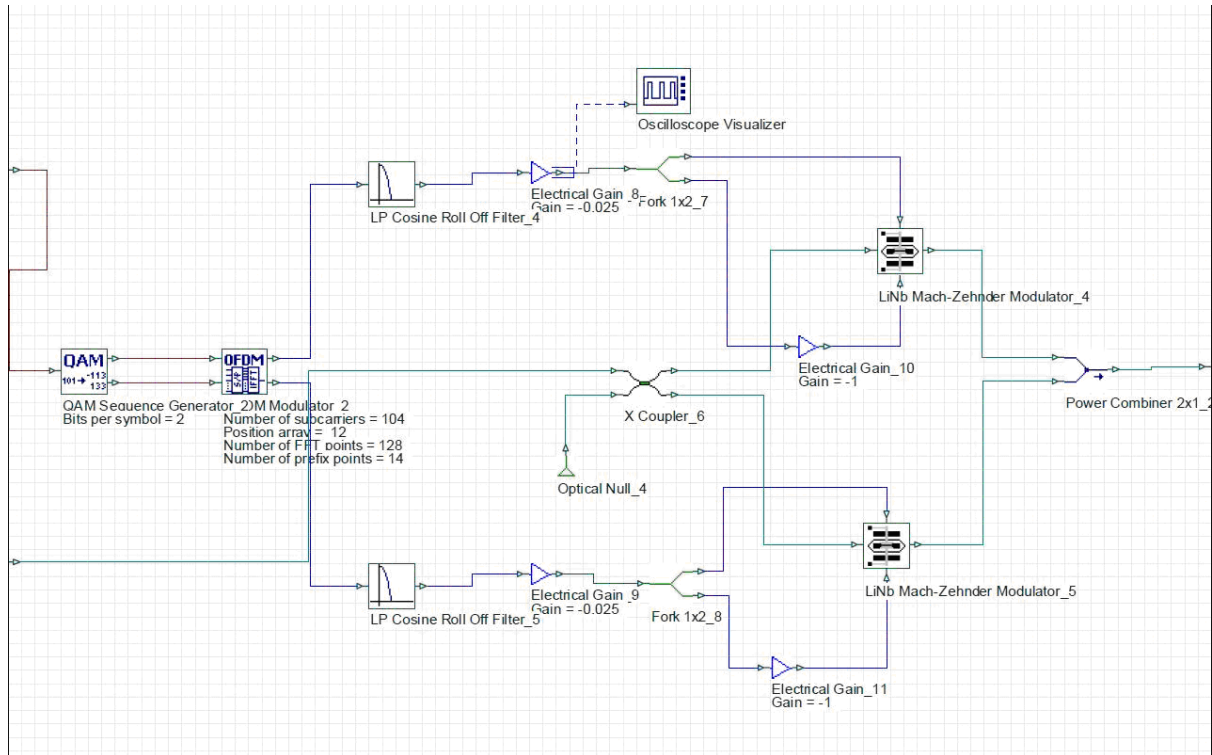 Oscilloscope Visualizer
LP Cosine Roll Off Filter_4
Electrical Gain_8
Gain = -0.025
Fork 1x2_7
LiNb Mach-Zehnder Modulator_4
Electrical Gain_10
Gain = -1
QAM
101 → -113
133
OFDM
S/P
IFFT
QAM Sequence Generator_2
DM Modulator_2
Bits per symbol = 2
Number of subcarriers = 104
Position array = 12
Number of FFT points = 128
Number of prefix points = 14
X Coupler_6
Power Combiner 2x1_2
Optical Null_4
LP Cosine Roll Off Filter_5
Electrical Gain_9
Gain = -0.025
Fork 1x2_8
LiNb Mach-Zehnder Modulator_5
Electrical Gain_11
Gain = -1